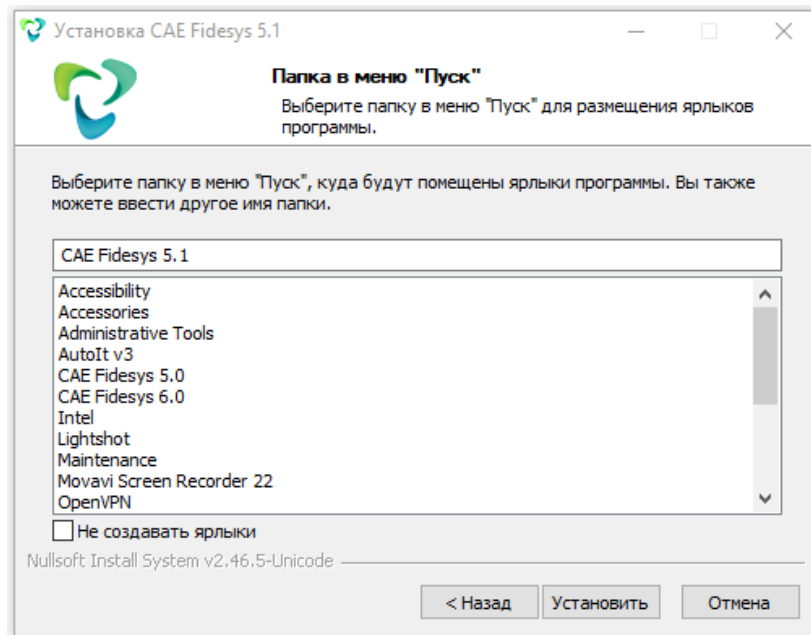 Установка CAE Fidesys 5.1
Папка в меню "Пуск"
Выберите папку в меню "Пуск" для размещения ярлыков
программы.
Выберите папку в меню "Пуск", куда будут помещены ярлыки программы. Вы также
можете ввести другое имя папки.
CAE Fidesys 5.1
Accessibility
Accessories
Administrative Tools
AutoIt v3
CAE Fidesys 5.0
CAE Fidesys 6.0
Intel
Lightshot
Maintenance
Movavi Screen Recorder 22
OpenVPN
Не создавать ярлыки
Nullsoft Install System v2.46.5-Unicode
< Назад
Установить
Отмена